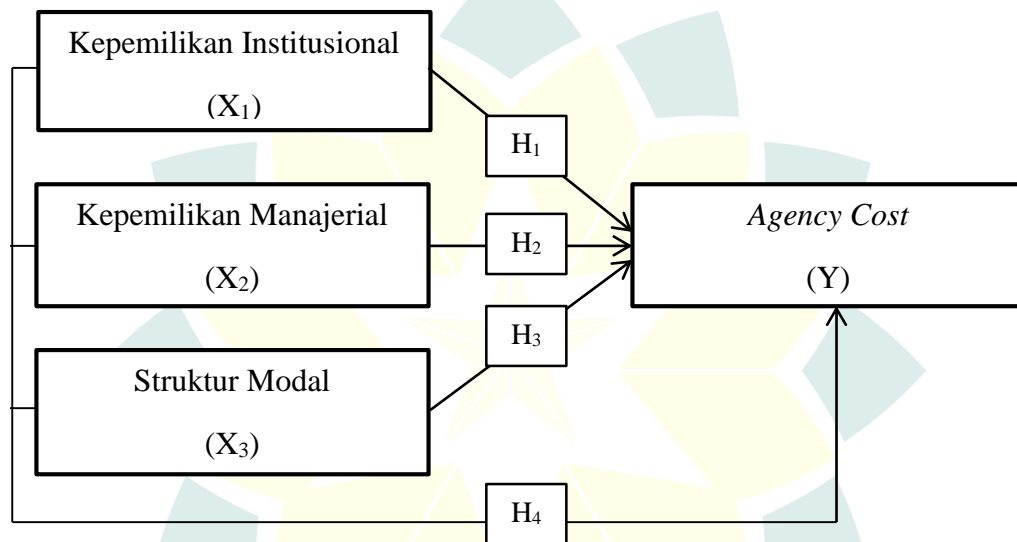 Kepemilikan Institusional
(X₁)
H₁
Kepemilikan Manajerial
(X₂)
H₂
Agency Cost
(Y)
H₃
Struktur Modal
(X₃)
H₄